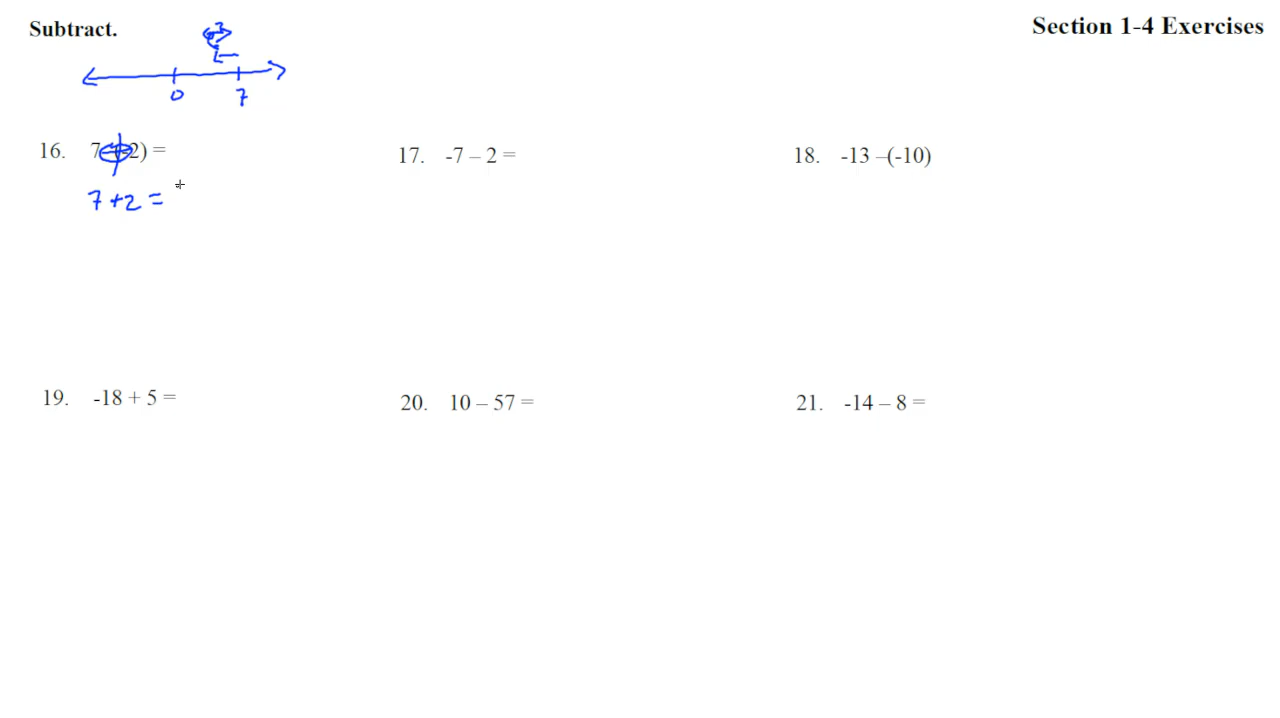 Subtract.
Section 1-4 Exercises
0 7
16. 7 2) =
7 + 2 =
17. -7 – 2 =
18. -13 –(-10)
19. -18 + 5 =
20. 10 – 57 =
21. -14 – 8 =